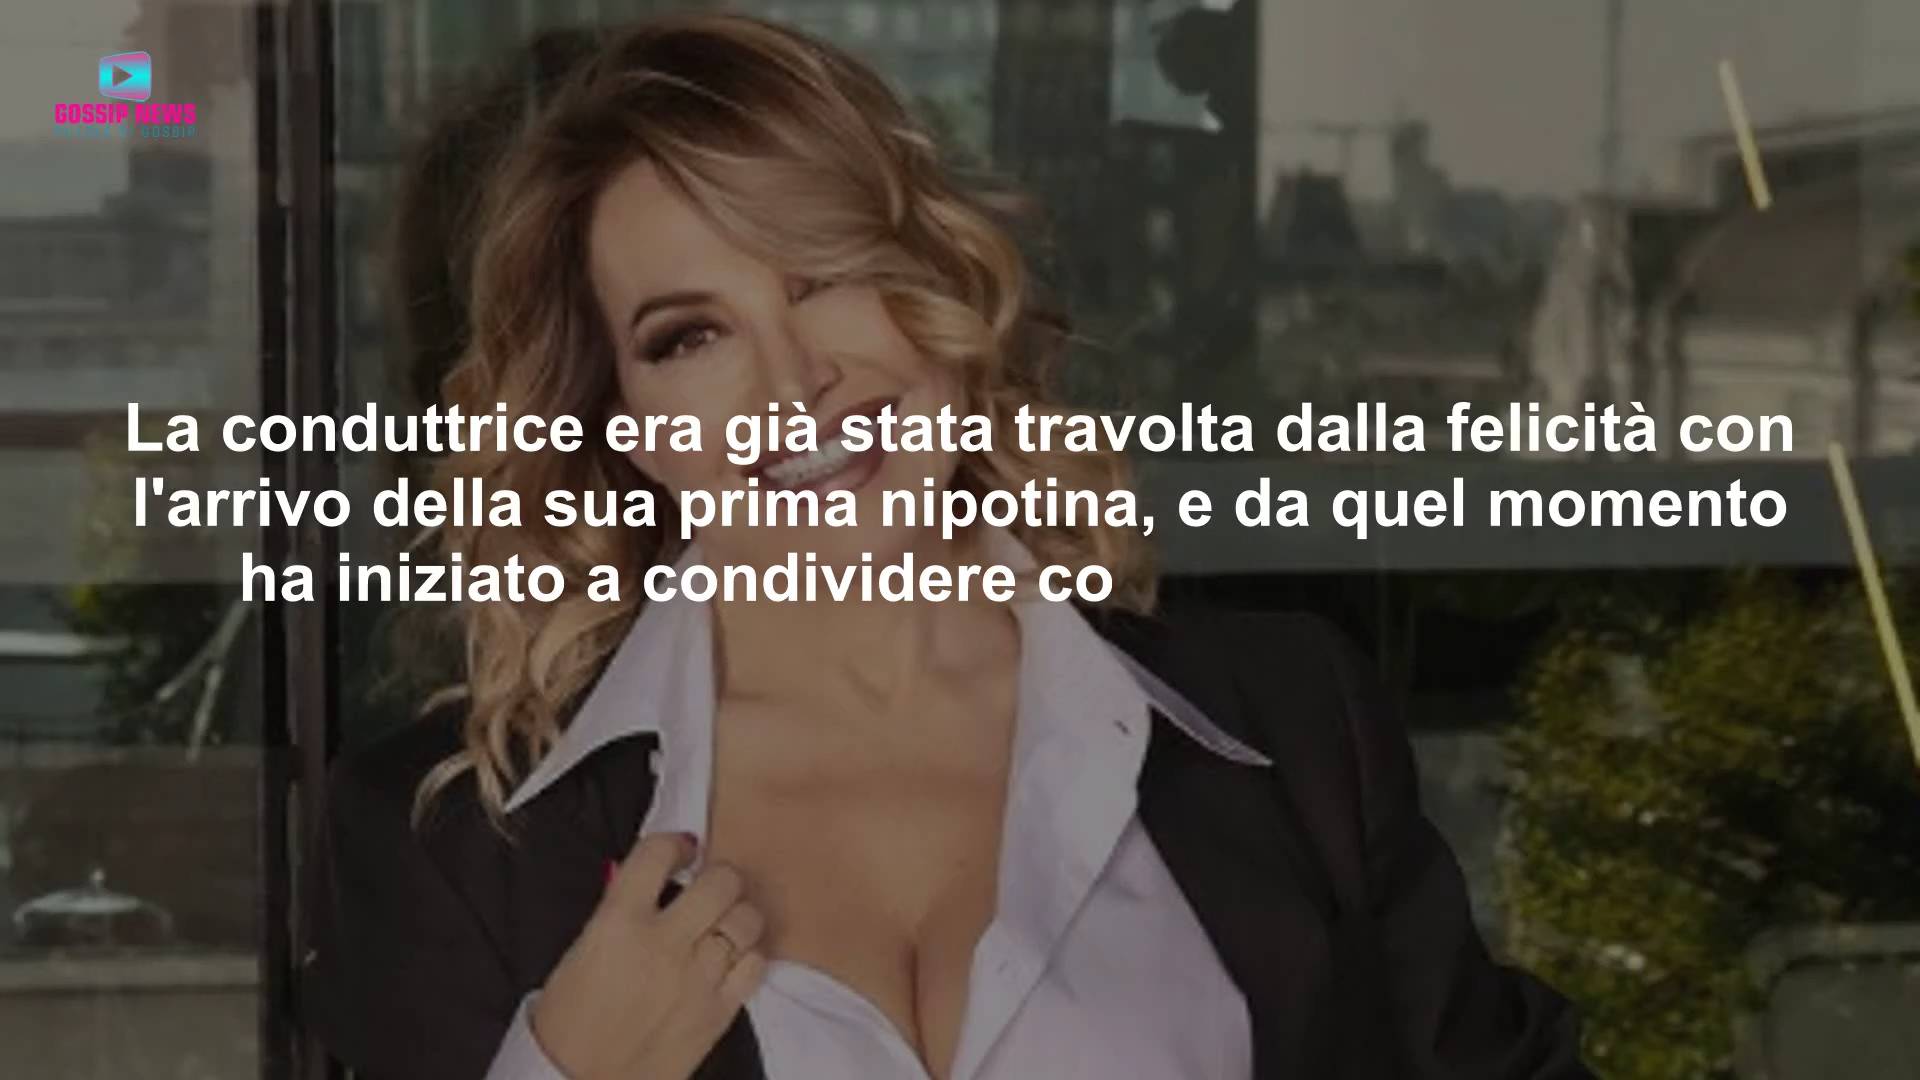 GOSSIP NEWS
La conduttrice era già stata travolta dalla felicità con
l'arrivo della sua prima nipotina, e da quel momento
ha iniziato a condividere co